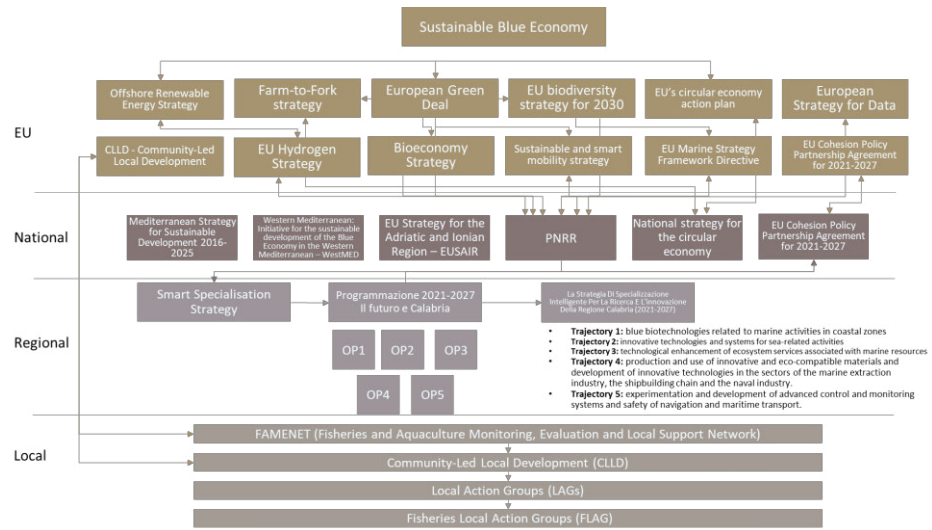 Sustainable Blue Economy
EU
Offshore Renewable
Energy Strategy
Farm-to-Fork
strategy
European Green
Deal
EU biodiversity
strategy for 2030
EU's circular economy
action plan
European
Strategy for Data
CLLD - Community-Led
Local Development
EU Hydrogen
Strategy
Bioeconomy
Strategy
Sustainable and smart
mobility strategy
EU Marine Strategy
Framework Directive
EU Cohesion Policy
Partnership Agreement
for 2021-2027
National
Mediterranean Strategy
for Sustainable
Development 2016-
2025
Western Mediterranean:
Initiative for the sustainable
development of the Blue
Economy in the Western
Mediterranean – WestMED
EU Strategy for the
Adriatic and Ionian
Region – EUSAIR
PNRR
National strategy for
the circular
economy
EU Cohesion Policy
Partnership Agreement
for 2021-2027
Regional
Smart Specialisation
Strategy
Programmazione 2021-2027
Il futuro e Calabria
La Strategia Di Specializzazione
Intelligente Per La Ricerca E L'Innovazione
Della Regione Calabria (2021-2027)
OP1
OP2
OP3
OP4
OP5
• Trajectory 1: blue biotechnologies related to marine activities in coastal zones
• Trajectory 2: innovative technologies and systems for sea-related activities
• Trajectory 3: technological enhancement of ecosystem services associated with marine resources
• Trajectory 4: production and use of innovative and eco-compatible materials and
development of innovative technologies in the sectors of the marine extraction
industry, the shipbuilding chain and the naval industry.
• Trajectory 5: experimentation and development of advanced control and monitoring
systems and safety of navigation and maritime transport.
Local
FAMENET (Fisheries and Aquaculture Monitoring, Evaluation and Local Support Network)
Community-Led Local Development (CLLD)
Local Action Groups (LAGs)
Fisheries Local Action Groups (FLAG)